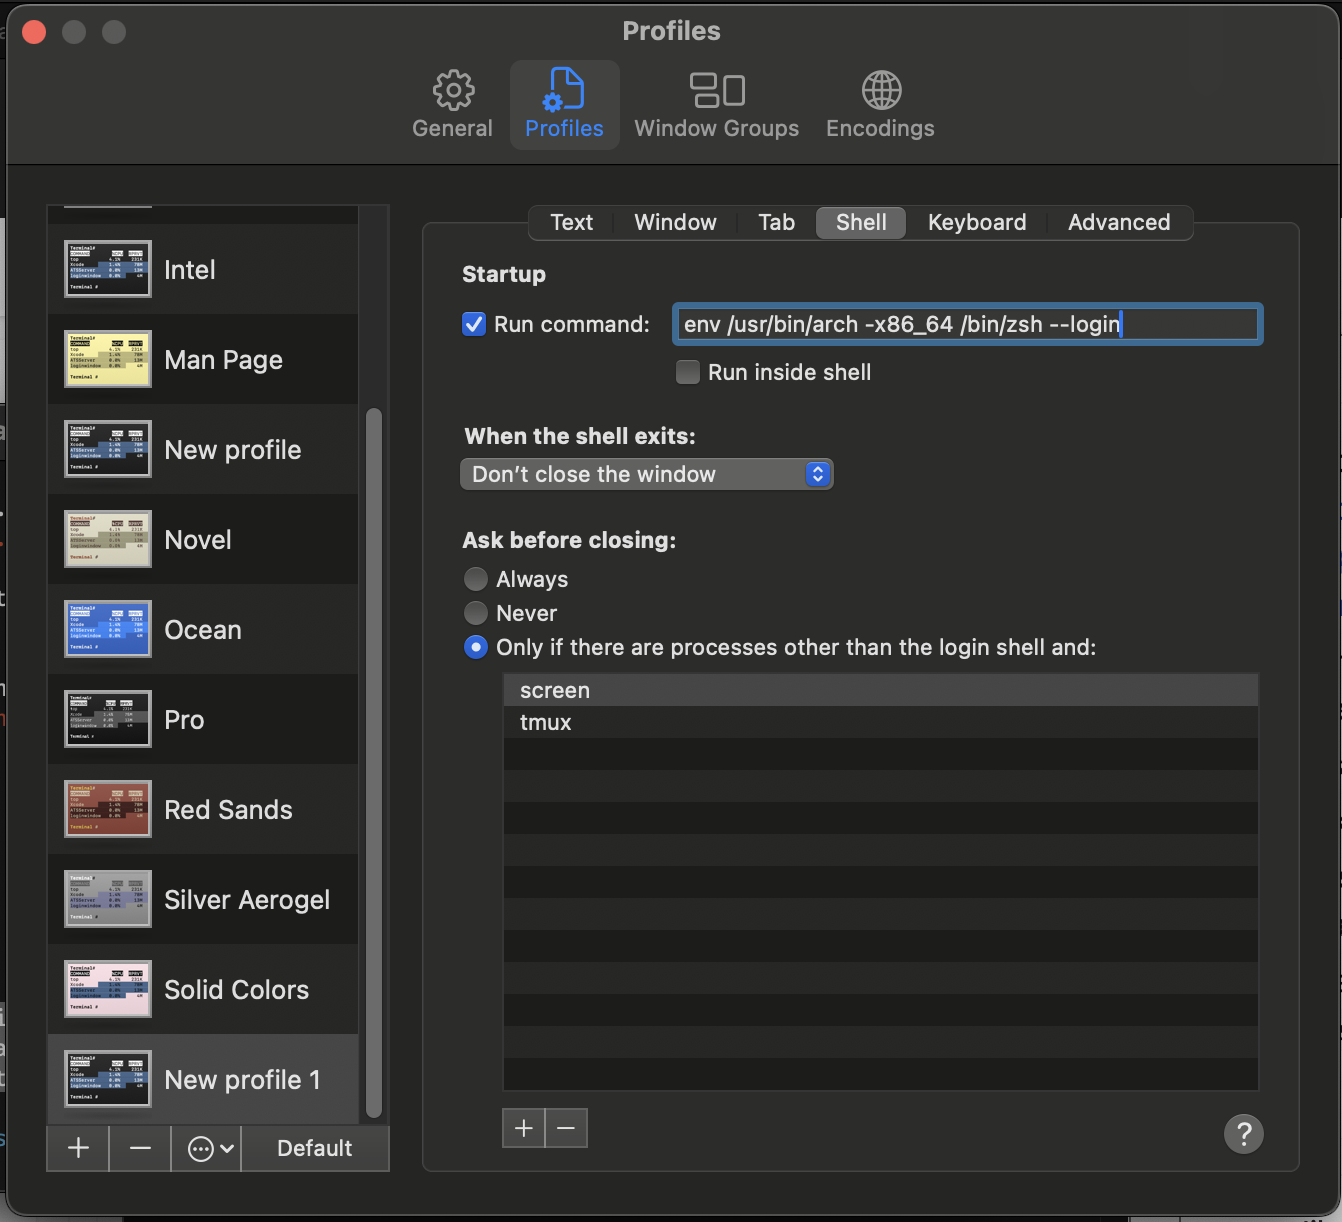 Profiles
General
Profiles
Window Groups
Encodings
Intel
Man Page
New profile
Novel
Ocean
Pro
Red Sands
Silver Aerogel
Solid Colors
New profile 1
Default
Text Window Tab Shell Keyboard Advanced
Startup
Run command: env /usr/bin/arch -x86_64 /bin/zsh --login
Run inside shell
When the shell exits:
Don’t close the window
Ask before closing:
Always
Never
Only if there are processes other than the login shell and:
screen
tmux
+ −
?